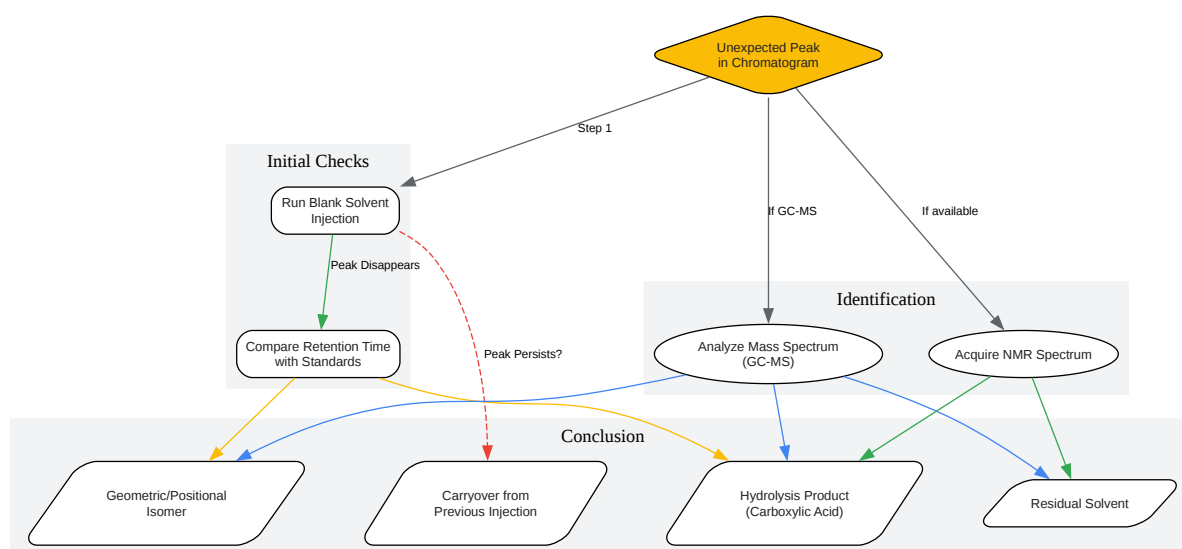 Unexpected Peak
in Chromatogram
Step 1
Initial Checks
Run Blank Solvent
Injection
If GC-MS
If available
Peak Disappears
Identification
Compare Retention Time
with Standards
Peak Persists?
Analyze Mass Spectrum
(GC-MS)
Acquire NMR Spectrum
Conclusion
Geometric/Positional
Isomer
Carryover from
Previous Injection
Hydrolysis Product
(Carboxylic Acid)
Residual Solvent